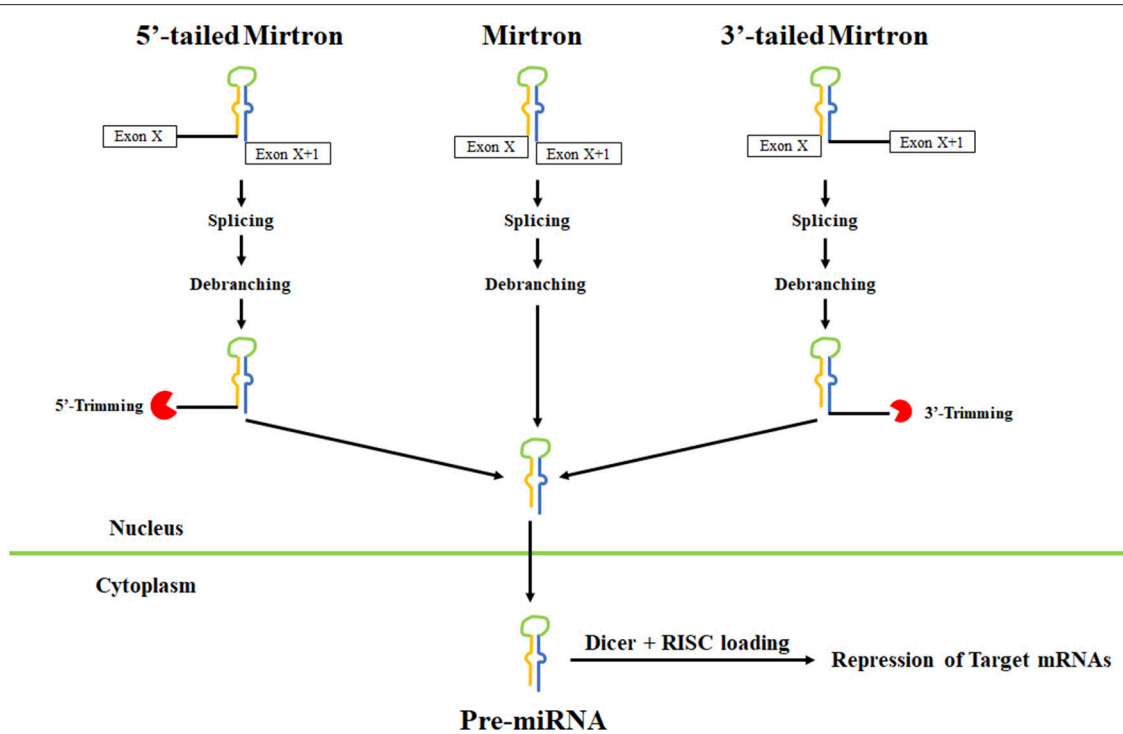 5’-tailed Mirtron
Mirtron
3’-tailed Mirtron
Exon X
Exon X+1
Exon X
Exon X+1
Exon X
Exon X+1
Splicing
Splicing
Splicing
Debranching
Debranching
Debranching
5’-Trimming
3’-Trimming
Nucleus
Cytoplasm
Dicer + RISC loading
Repression of Target mRNAs
Pre-miRNA